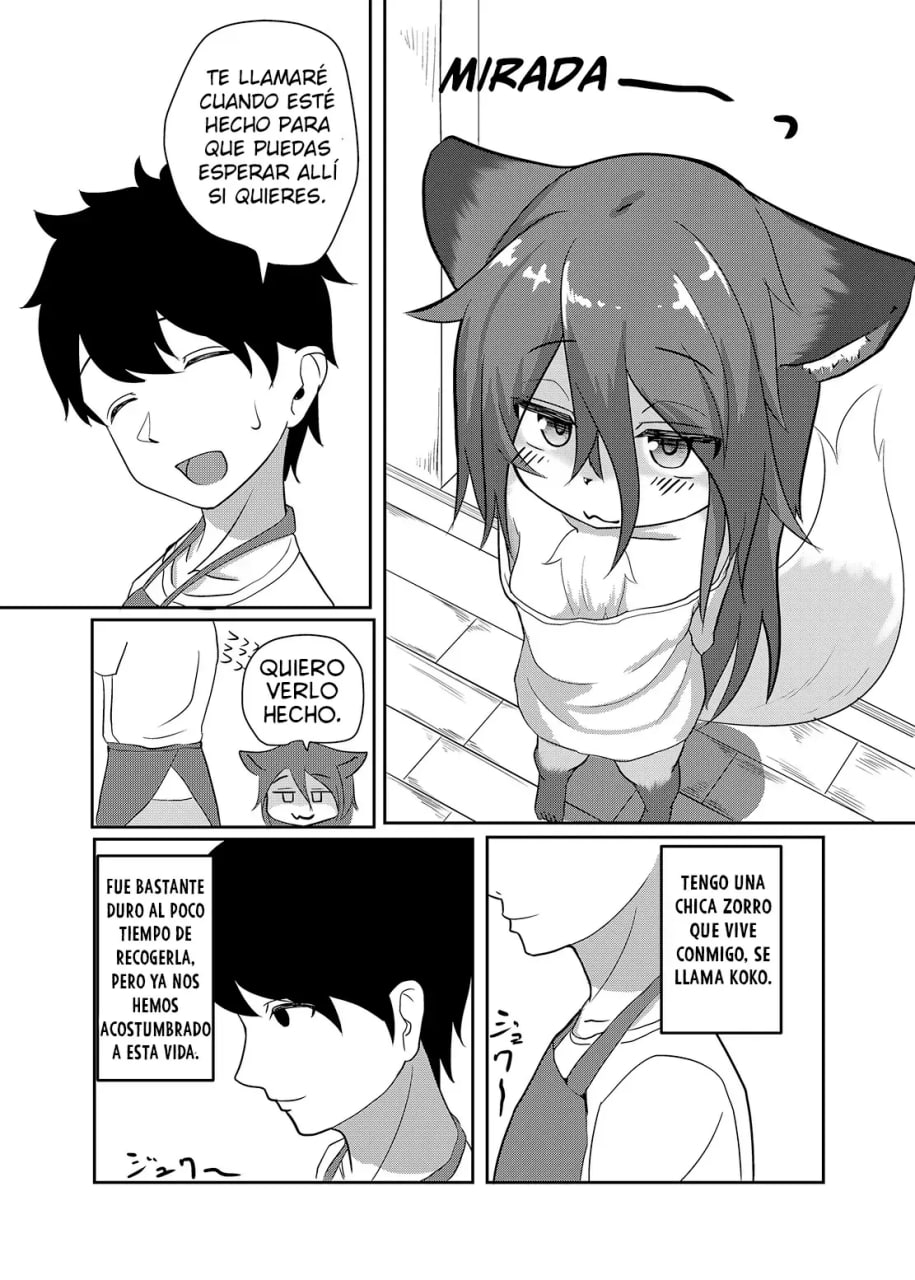 MIRADA
TE LLAMARÉ
CUANDO ESTÉ
HECHO PARA
QUE PUEDAS
ESPERAR ALLÍ
SI QUIERES.
QUIERO
VERLO
HECHO.
TENGO UNA
CHICA ZORRO
QUE VIVE
CONMIGO, SE
LLAMA KOKO.
ジュワー
FUE BASTANTE
DURO AL POCO
TIEMPO DE
RECOGERLA,
PERO YA NOS
HEMOS
ACOSTUMBRADO
A ESTA VIDA.
ジュワー